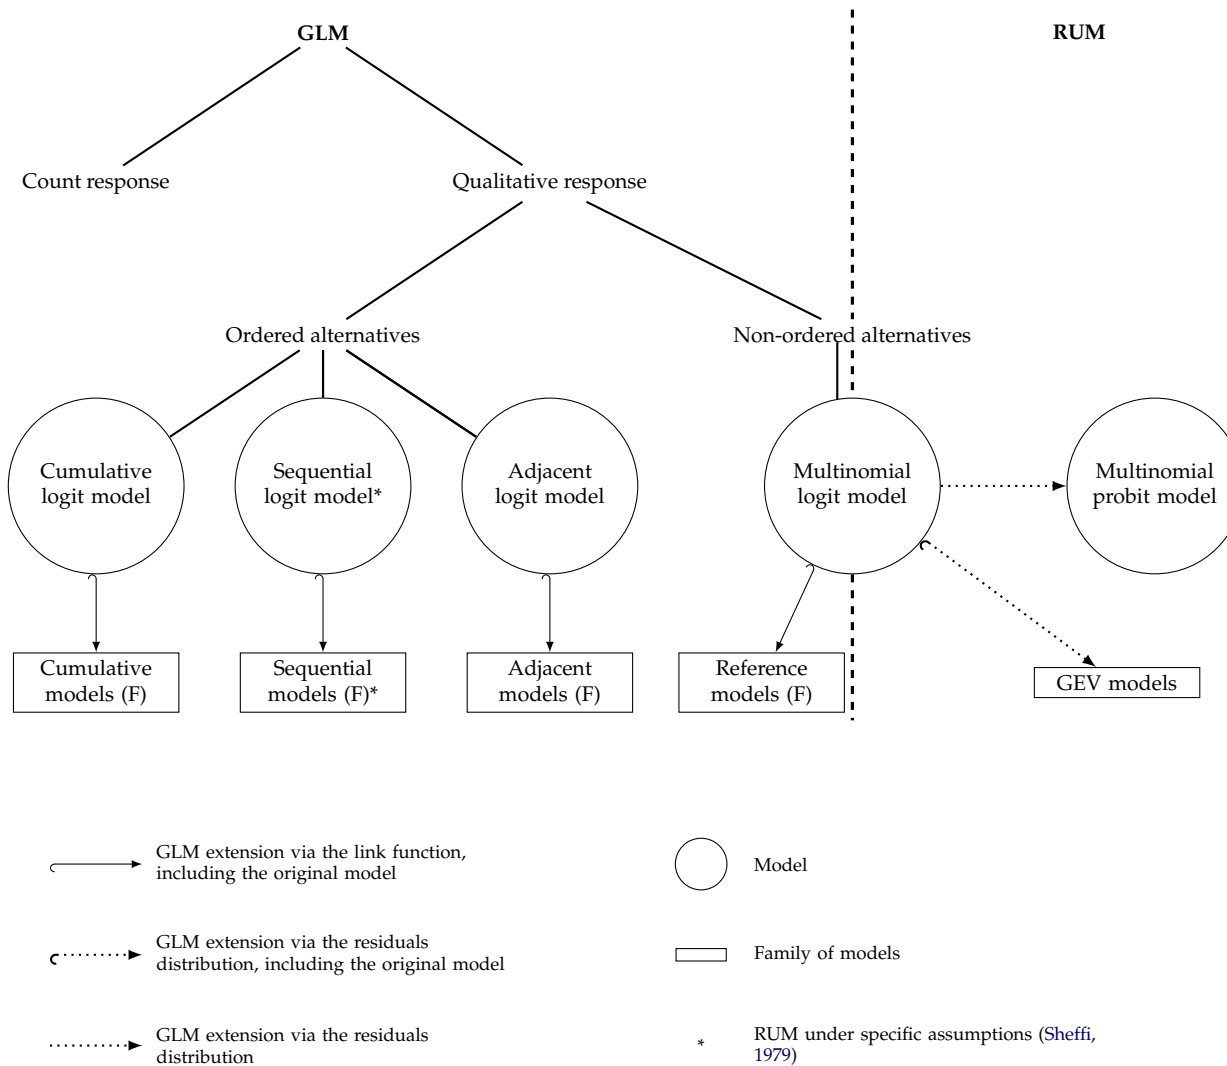 GLM
RUM
Count response
Qualitative response
Ordered alternatives
Non-ordered alternatives
Cumulative
logit model
Sequential
logit model*
Adjacent
logit model
Multinomial
logit model
Multinomial
probit model
Cumulative
models (F)
Sequential
models (F)*
Adjacent
models (F)
Reference
models (F)
GEV models
GLM extension via the link function,
including the original model
Model
GLM extension via the residuals
distribution, including the original model
Family of models
GLM extension via the residuals
distribution
* RUM under specific assumptions (Sheffi,
1979)